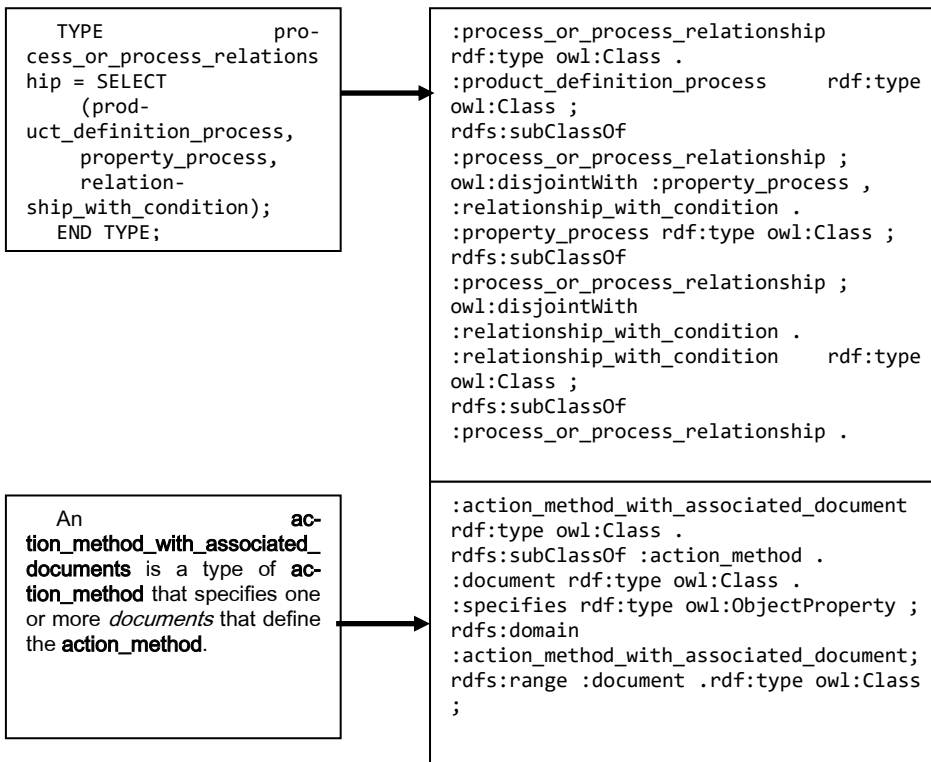 TYPE pro-
cess_or_process_relations
hip = SELECT
(prod-
uct_definition_process,
property_process,
relation-
ship_with_condition);
END TYPE;
:process_or_process_relationship
rdf:type owl:Class .
:product_definition_process rdf:type
owl:Class ;
rdfs:subClassOf
:process_or_process_relationship ;
owl:disjointWith :property_process ,
:relationship_with_condition .
:property_process rdf:type owl:Class ;
rdfs:subClassOf
:process_or_process_relationship ;
owl:disjointWith
:relationship_with_condition .
:relationship_with_condition rdf:type
owl:Class ;
rdfs:subClassOf
:process_or_process_relationship .
An ac-
tion_method_with_associated_
documents is a type of ac-
tion_method that specifies one
or more documents that define
the action_method.
:action_method_with_associated_document
rdf:type owl:Class .
rdfs:subClassOf :action_method .
:document rdf:type owl:Class .
:specifies rdf:type owl:ObjectProperty ;
rdfs:domain
:action_method_with_associated_document;
rdfs:range :document .rdf:type owl:Class
;